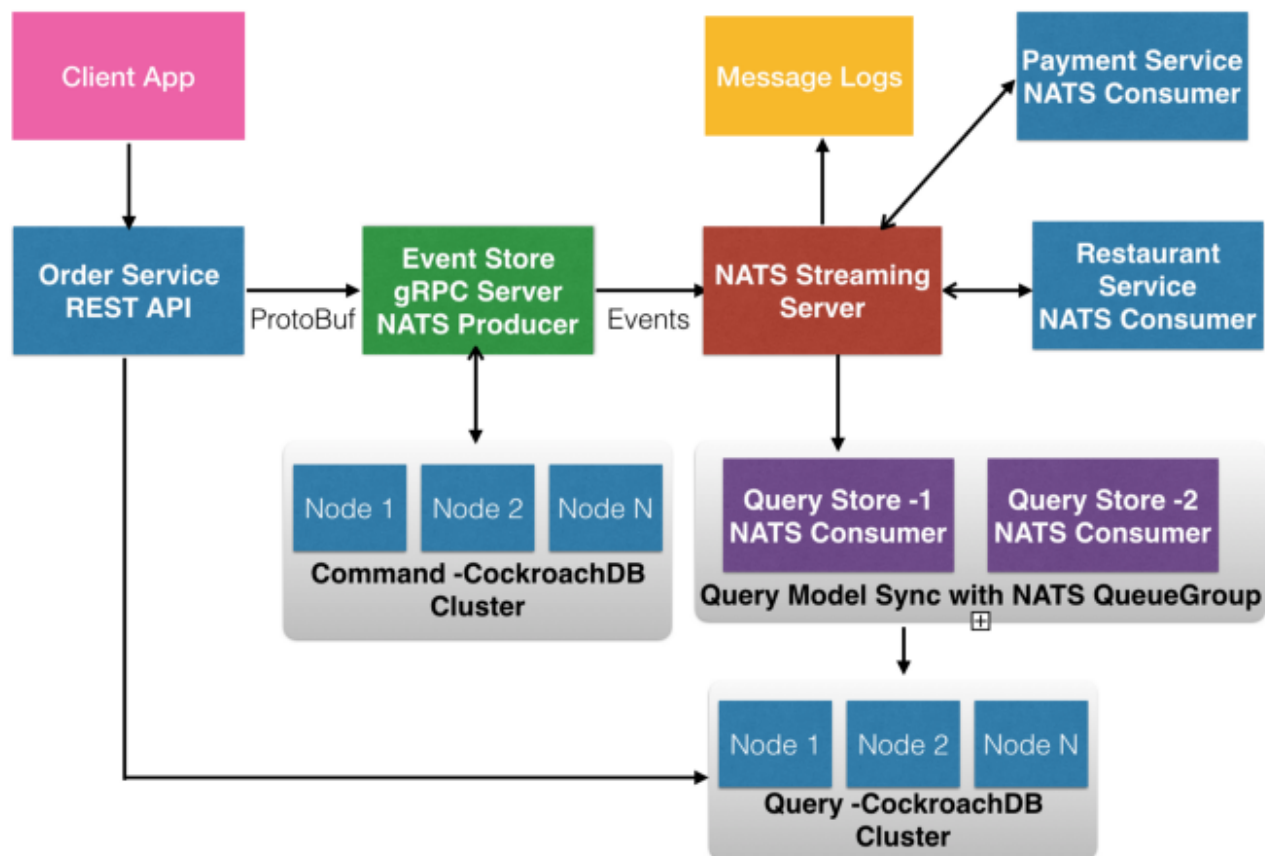 Client App
Message Logs
Payment Service
NATS Consumer
Order Service
REST API
ProtoBuf
Event Store
gRPC Server
NATS Producer
Events
NATS Streaming
Server
Restaurant
Service
NATS Consumer
Node 1
Node 2
Node N
Command -CockroachDB
Cluster
Query Store -1
NATS Consumer
Query Store -2
NATS Consumer
Query Model Sync with NATS QueueGroup
Node 1
Node 2
Node N
Query -CockroachDB
Cluster